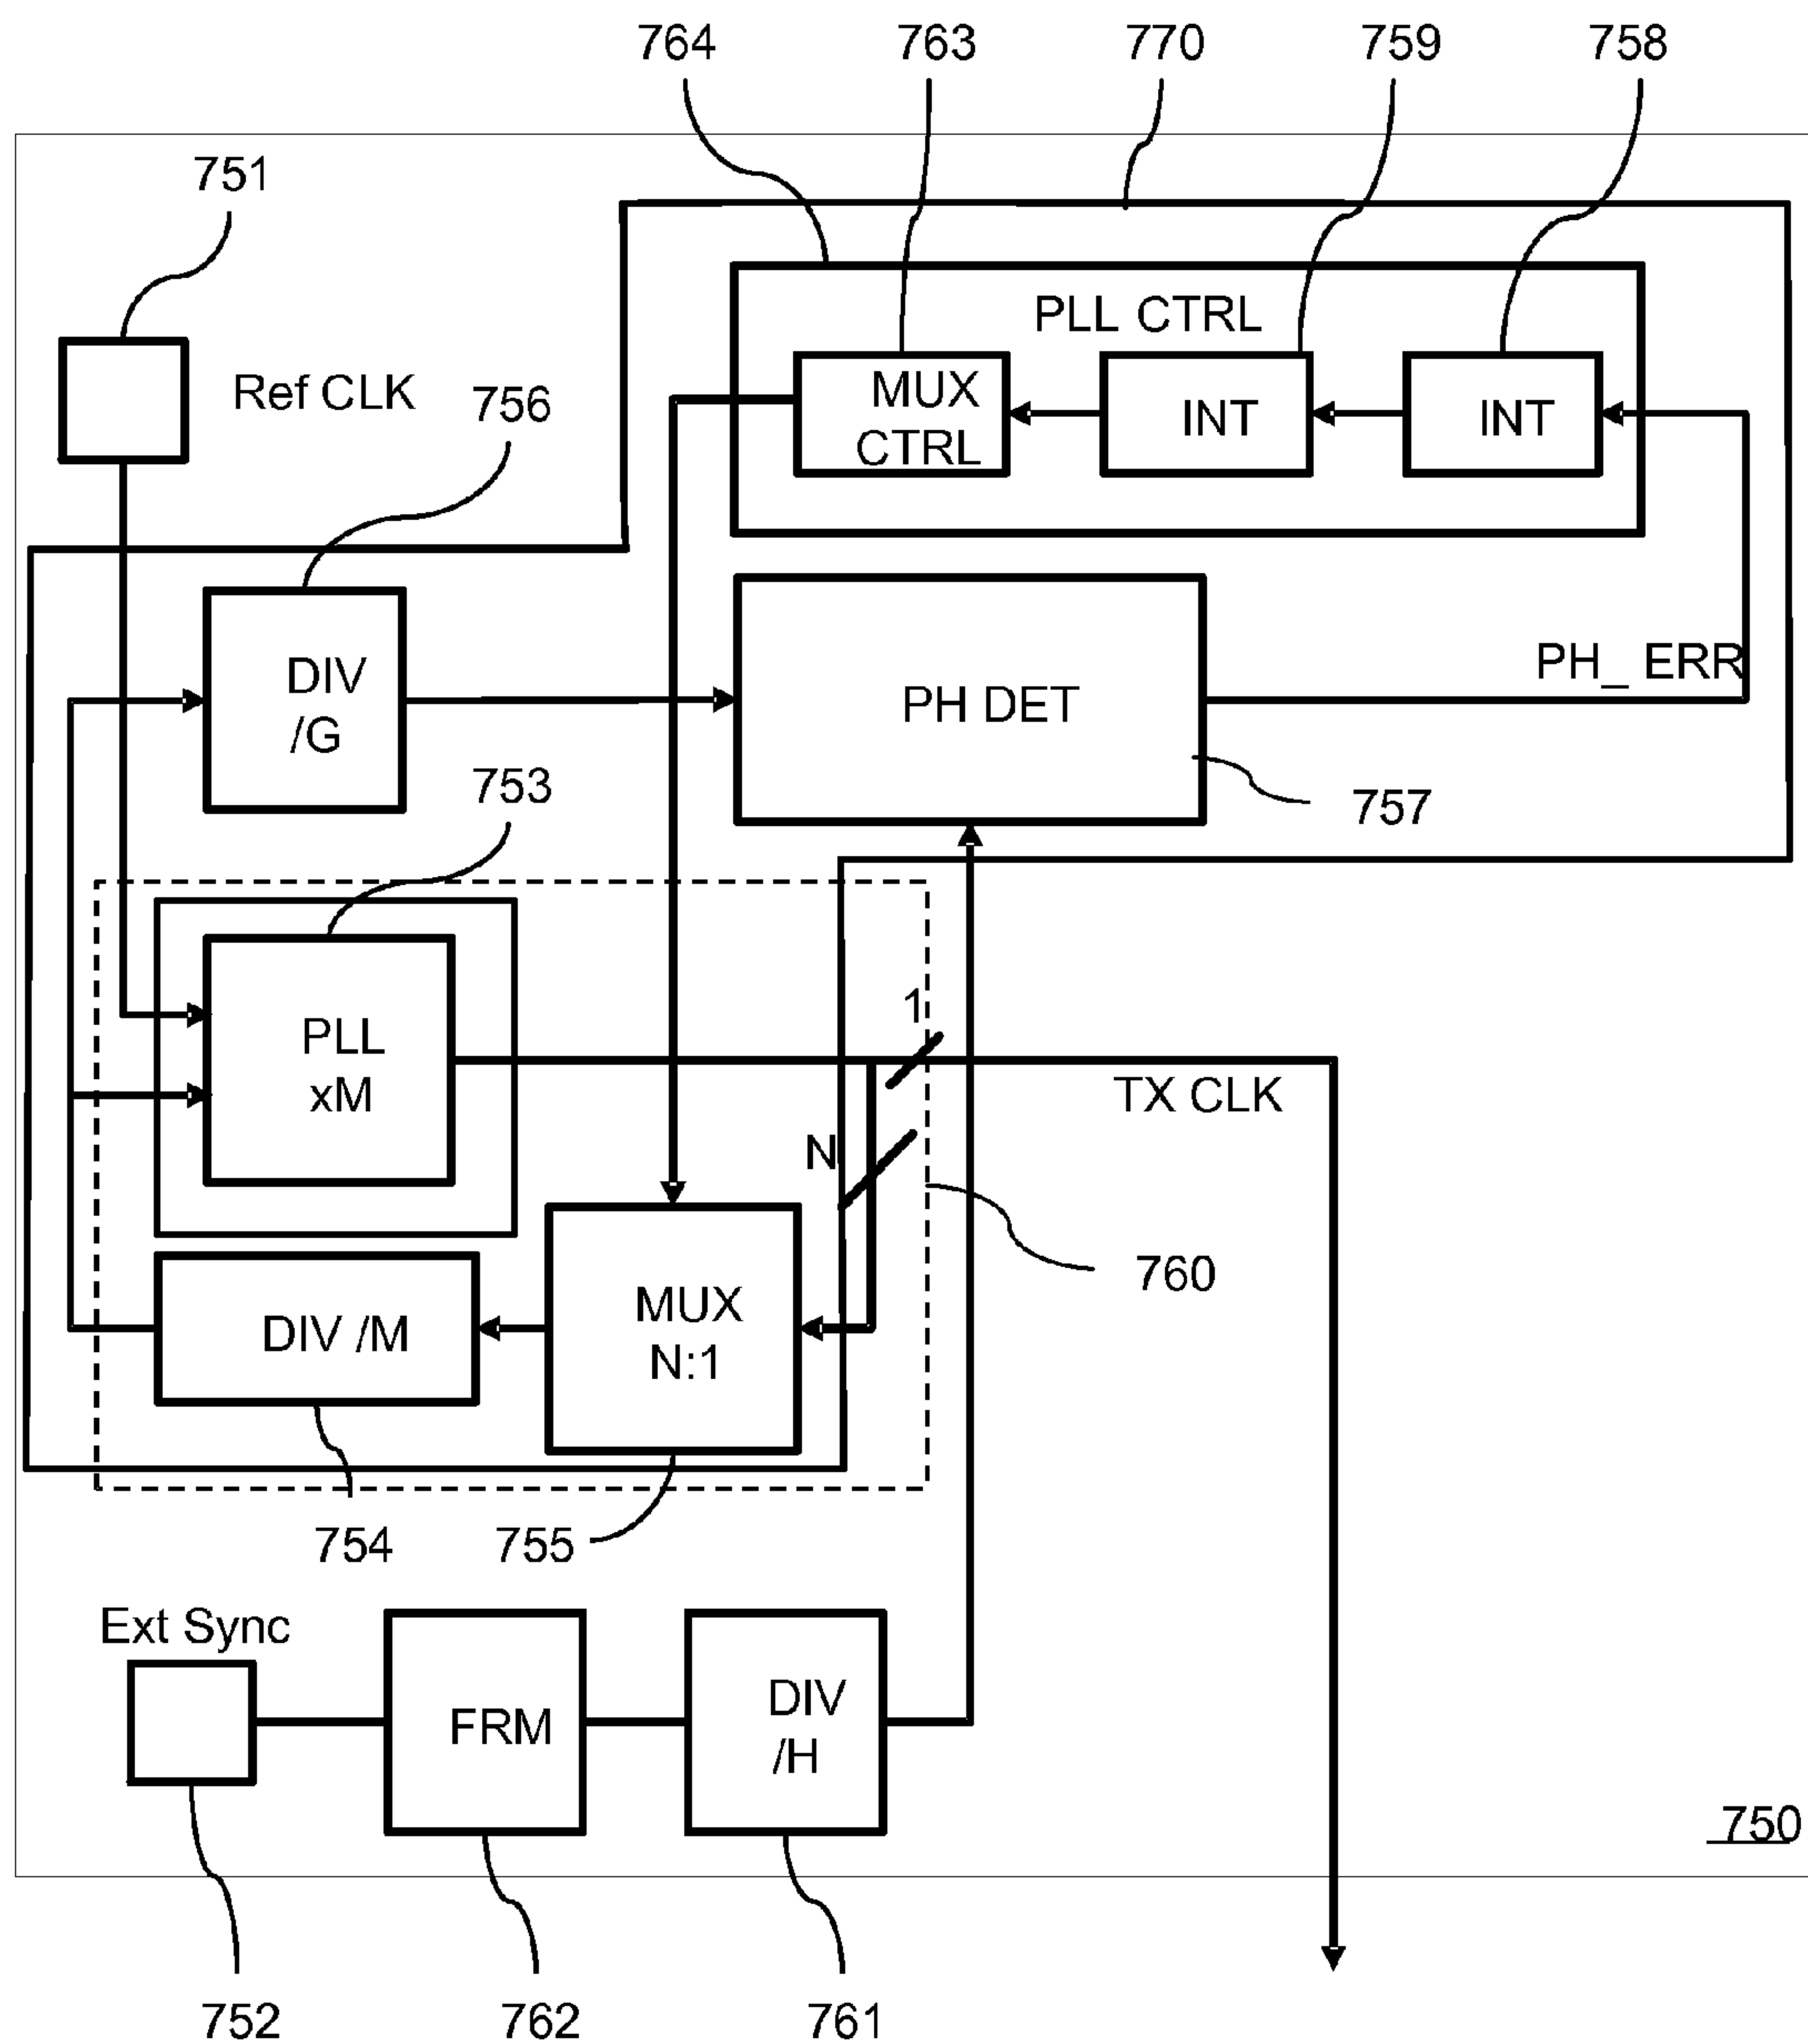 764 763 770 759 758
751
PLL CTRL
Ref CLK
756
MUX
CTRL
INT
INT
DIV
/G
PH DET
PH_ ERR
753
757
1
PLL
xM
TX CLK
N
760
MUX
N:1
DIV /M
754
755
Ext Sync
FRM
DIV
/H
750
752
762
761